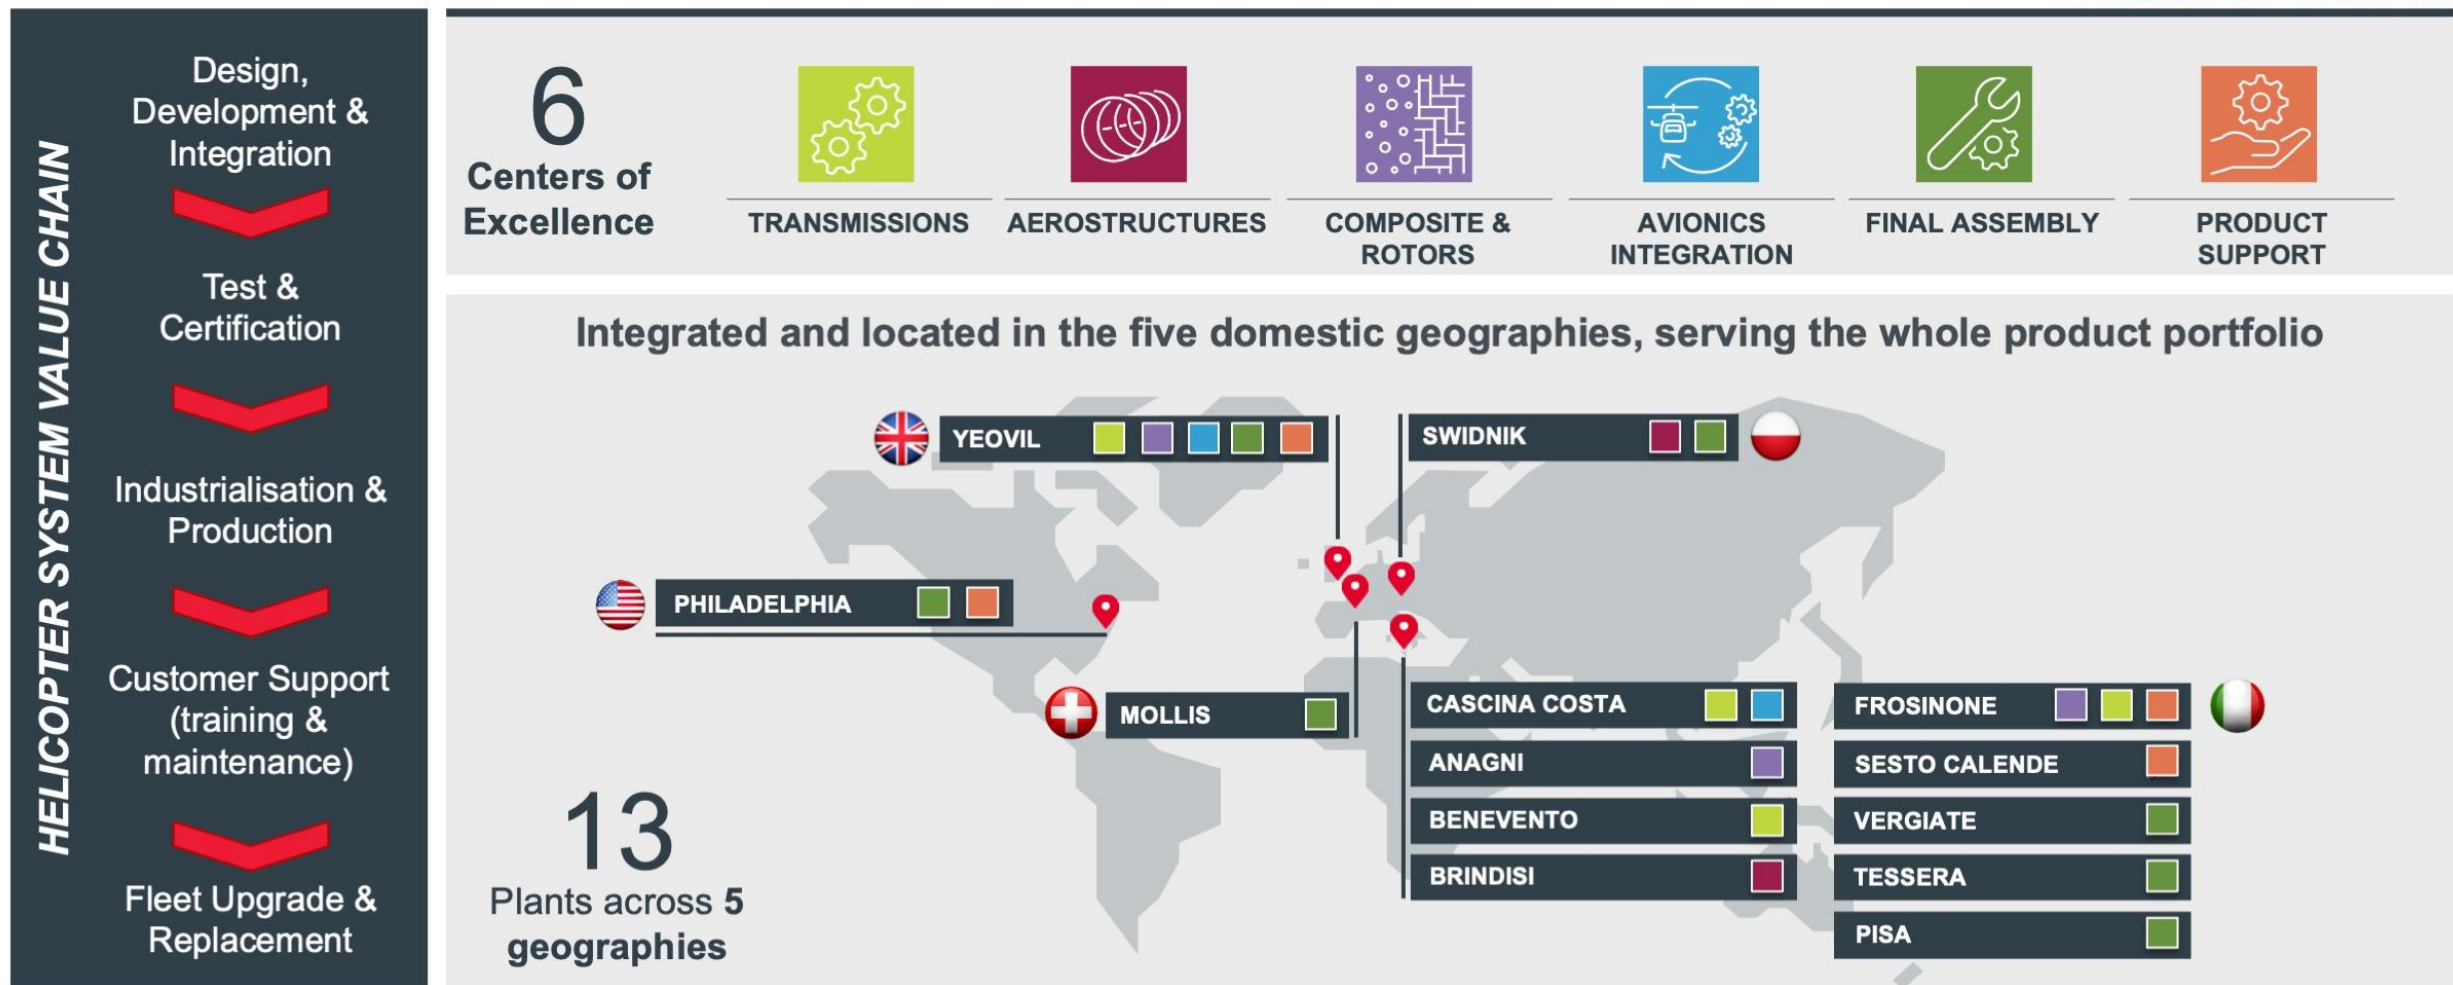 HELICOPTER SYSTEM VALUE CHAIN
Design,
Development &
Integration
Test &
Certification
Industrialisation &
Production
Customer Support
(training &
maintenance)
Fleet Upgrade &
Replacement
6
Centers of
Excellence
TRANSMISSIONS
AEROSTRUCTURES
COMPOSITE &
ROTORS
AVIONICS
INTEGRATION
FINAL ASSEMBLY
PRODUCT
SUPPORT
Integrated and located in the five domestic geographies, serving the whole product portfolio
YEOVIL
SWIDNIK
PHILADELPHIA
MOLLIS
CASCINA COSTA
ANAGNI
BENEVENTO
BRINDISI
FROSINONE
SESTO CALENDE
VERGIATE
TESSERA
PISA
13
Plants across 5
geographies